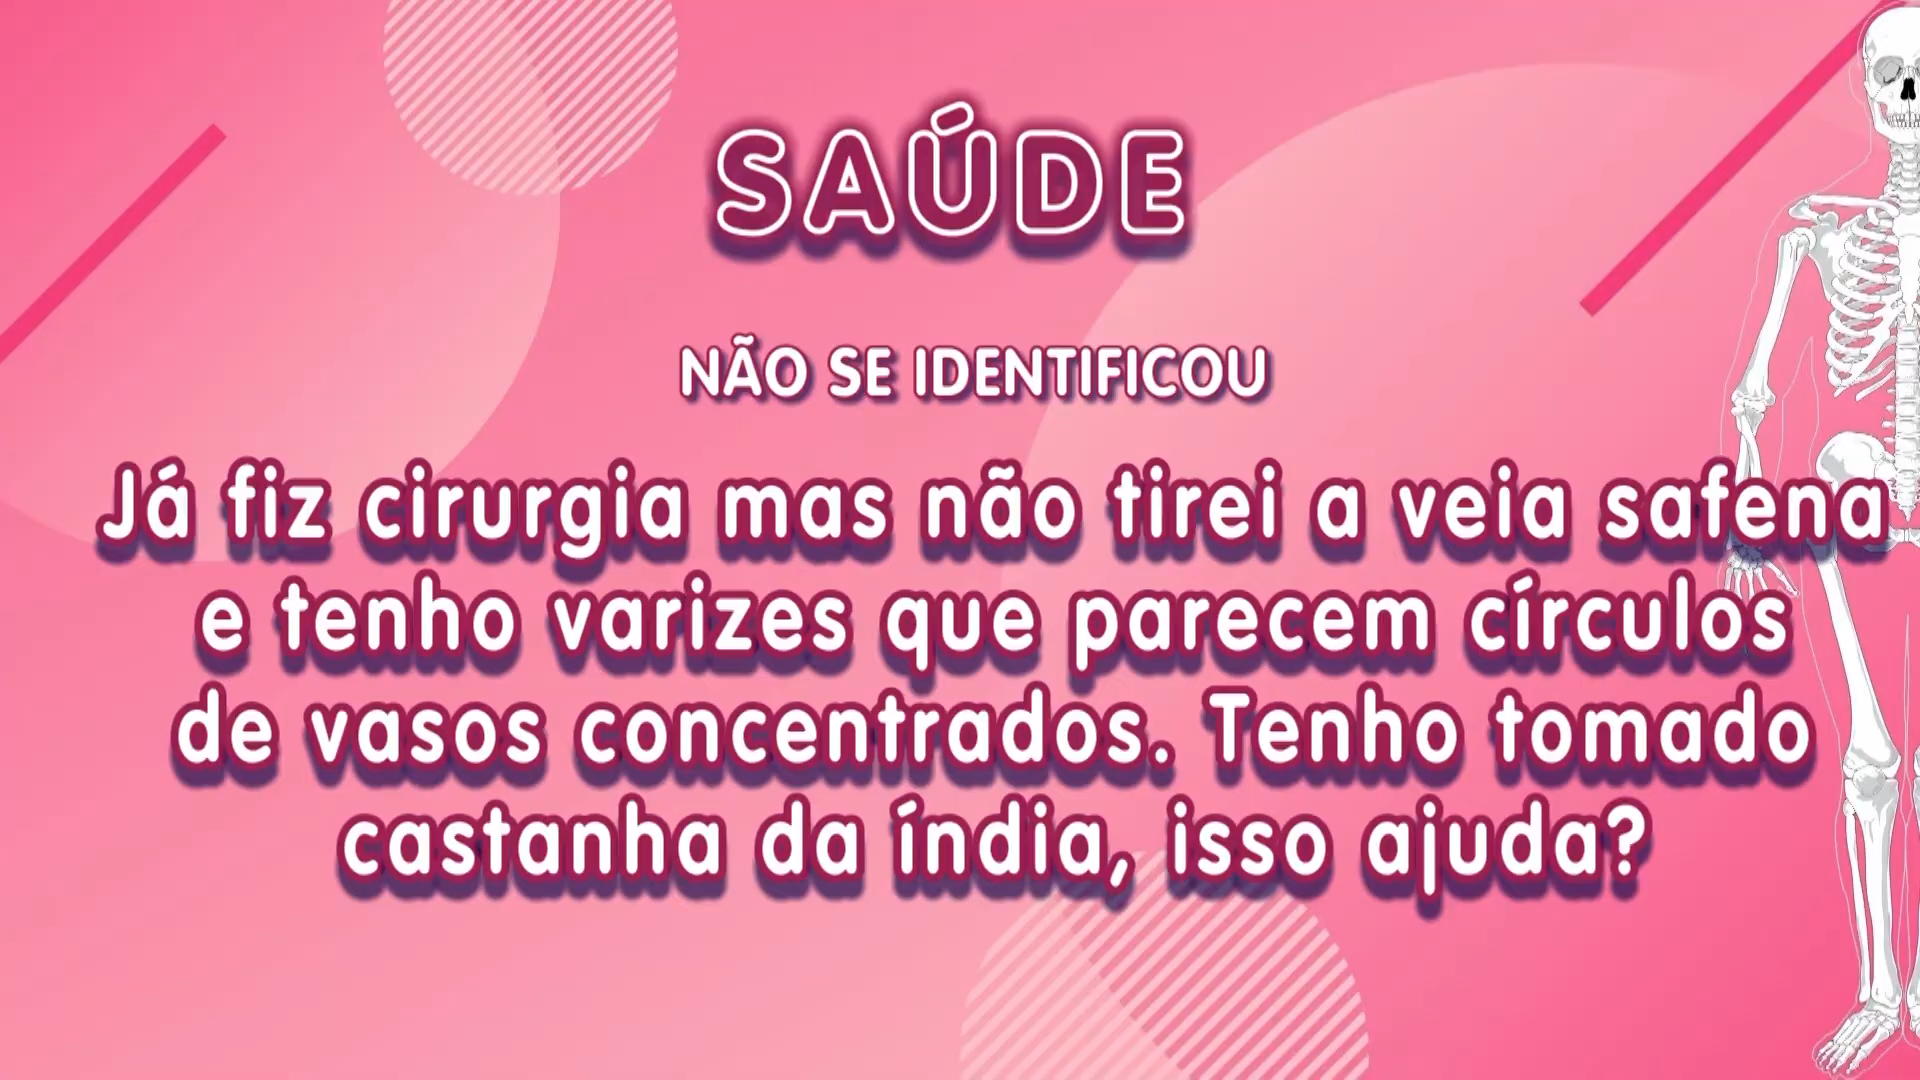 SAÚDE
NÃO SE IDENTIFICOU
Já fiz cirurgia mas não tirei a veia safena
e tenho varizes que parecem círculos
de vasos concentrados. Tenho tomado
castanha da índia, isso ajuda?